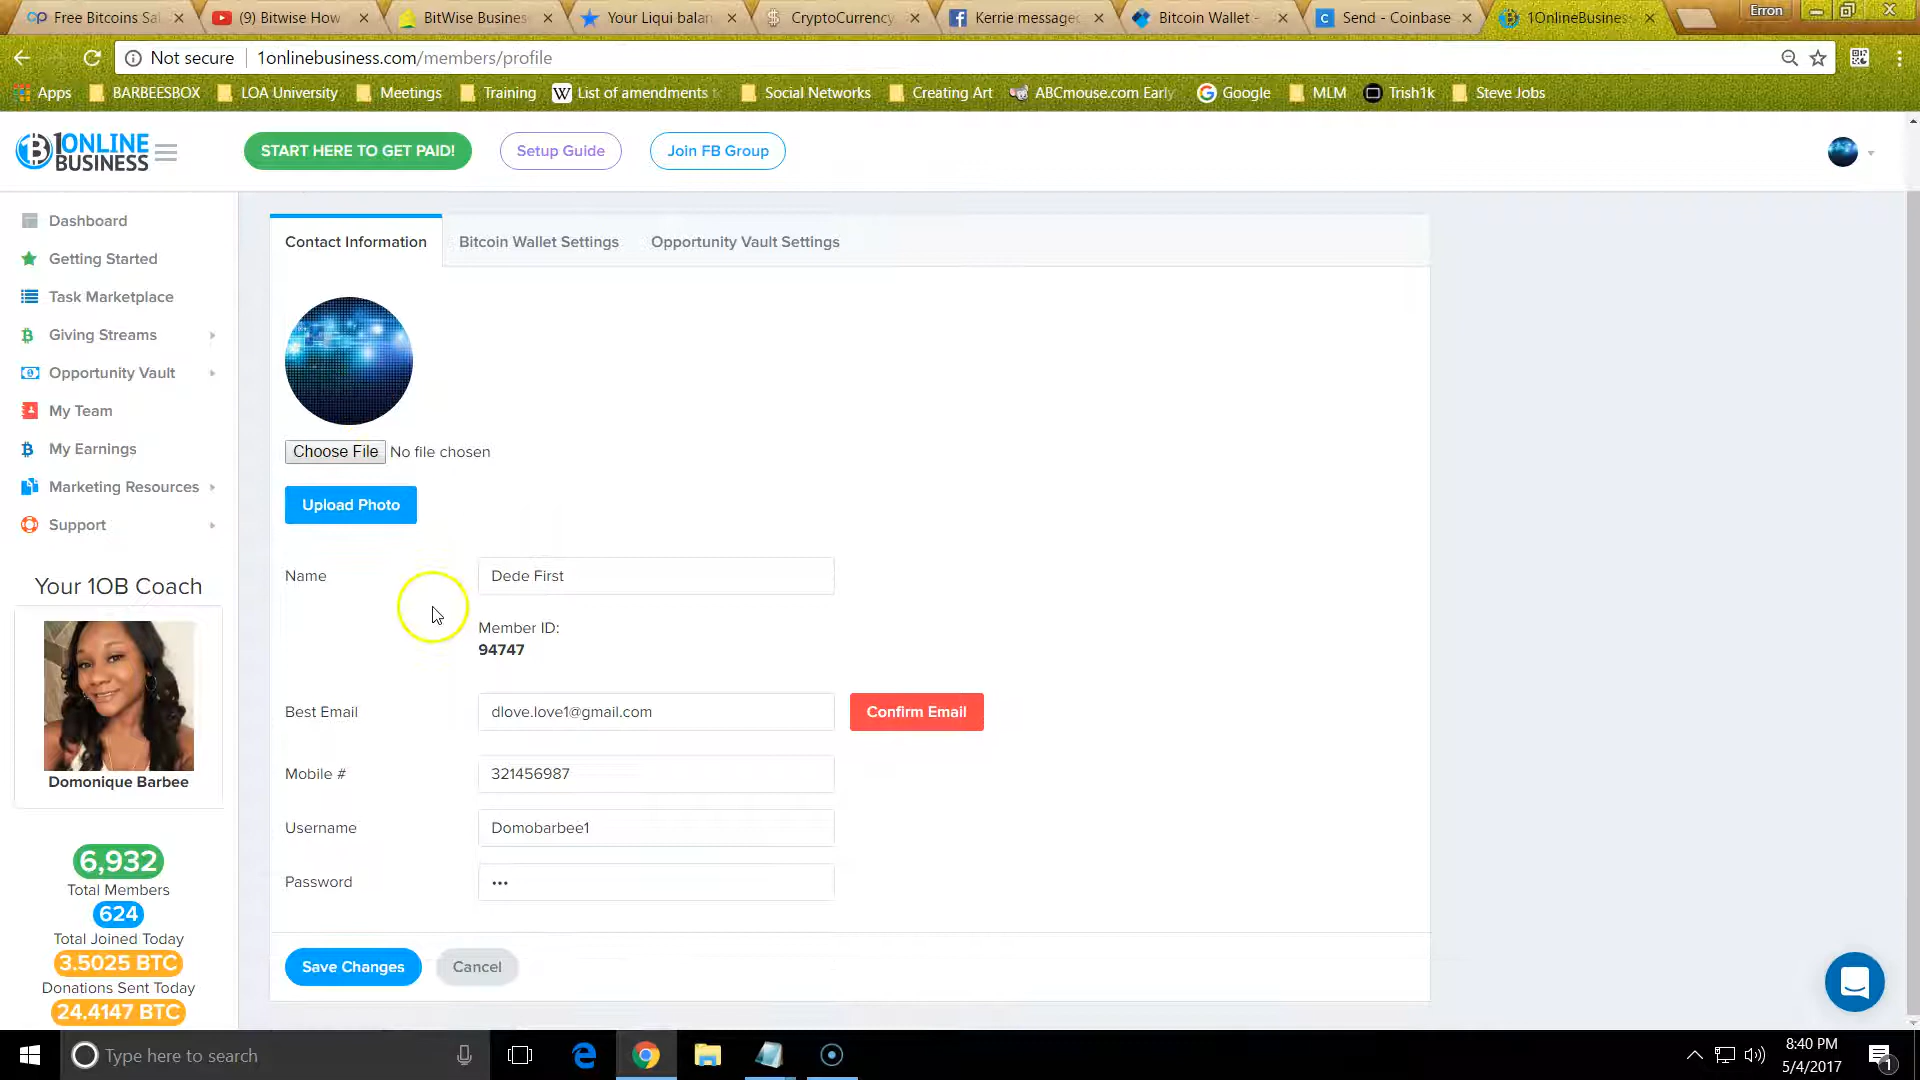 Free Bitcoins Sal
(9) Bitwise How
BitWise Busines
Your Liqui balan
CryptoCurrency
Kerrie message
Bitcoin Wallet -
Send - Coinbase
1OnlineBusines
Erron
Not secure
1onlinebusiness.com/members/profile
Apps
BARBEESBOX
LOA University
Meetings
Training
W List of amendments t
Social Networks
Creating Art
ABCmouse.com Early
Google
MLM
Trish1k
Steve Jobs
1ONLINE
BUSINESS
START HERE TO GET PAID!
Setup Guide
Join FB Group
Dashboard
Getting Started
Task Marketplace
Giving Streams
Opportunity Vault
My Team
My Earnings
Marketing Resources
Support
Your 1OB Coach
Domonique Barbee
6,932
Total Members
624
Total Joined Today
3.5025 BTC
Donations Sent Today
24.4147 BTC
Contact Information
Bitcoin Wallet Settings
Opportunity Vault Settings
Choose File No file chosen
Upload Photo
Name
Dede First
Member ID:
94747
Best Email
dlove.love1@gmail.com
Confirm Email
Mobile #
321456987
Username
Domobarbee1
Password
•••
Save Changes
Cancel
Type here to search
8:40 PM
5/4/2017
1